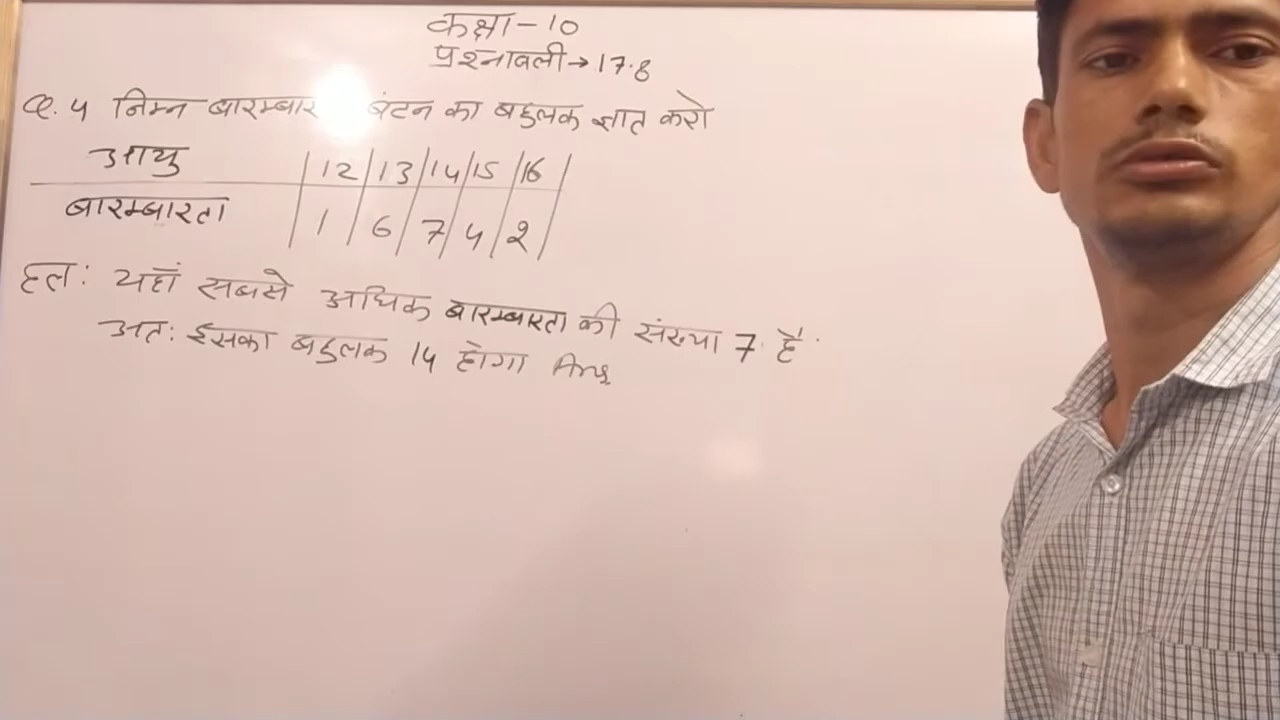 कक्षा - 10
प्रश्नावली → 17.8
Q. 4 निम्न बारम्बार बंटन का बहुलक ज्ञात करो
आयु | 12 | 13 | 14 | 15 | 16 |
बारम्बारता | 1 | 6 | 7 | 4 | 2 |
हल: यहाँ सबसे अधिक बारम्बारता की संख्या 7 है
अत: इसका बहुलक 14 होगा Ans